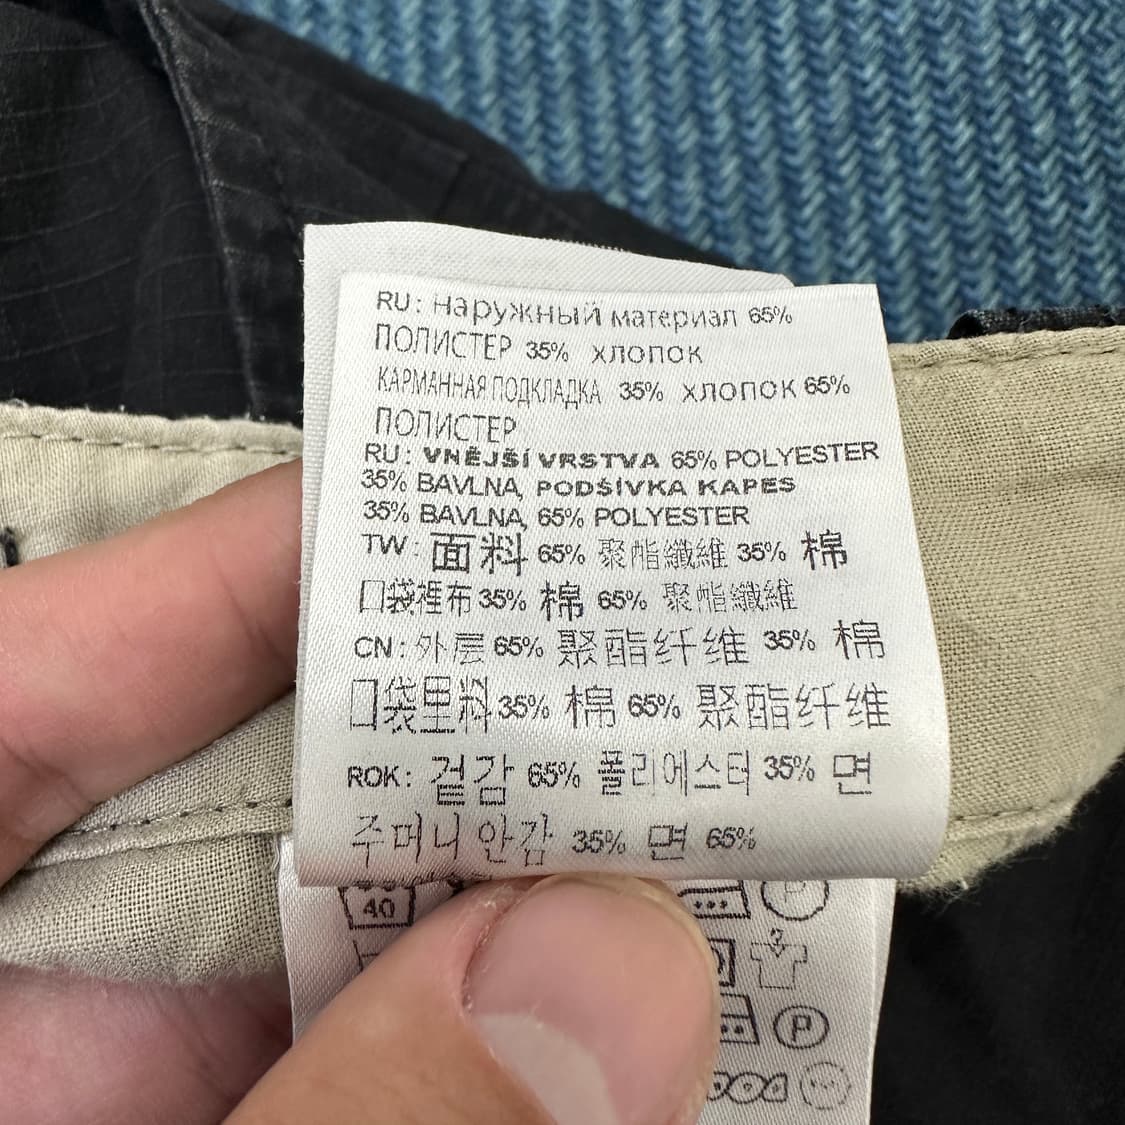 RU: наружный материал 65%
ПОЛИСТЕР 35% ХЛОПОК
КАРМАННАЯ ПОДКЛАДКА 35% ХЛОПОК 65%
ПОЛИСТЕР
RU: VNĚJŠÍ VRSTVA 65% POLYESTER
35% BAVLNA, PODŠÍVKA KAPES
35% BAVLNA, 65% POLYESTER
TW: 面料 65% 聚酯纖維 35% 棉
口袋裡布 35% 棉 65% 聚酯纖維
CN: 外层 65% 聚酯纤维 35% 棉
口袋里料 35% 棉 65% 聚酯纤维
ROK: 겉감 65% 폴리에스터 35% 면
주머니 안감 35% 면 65%
40 P
P